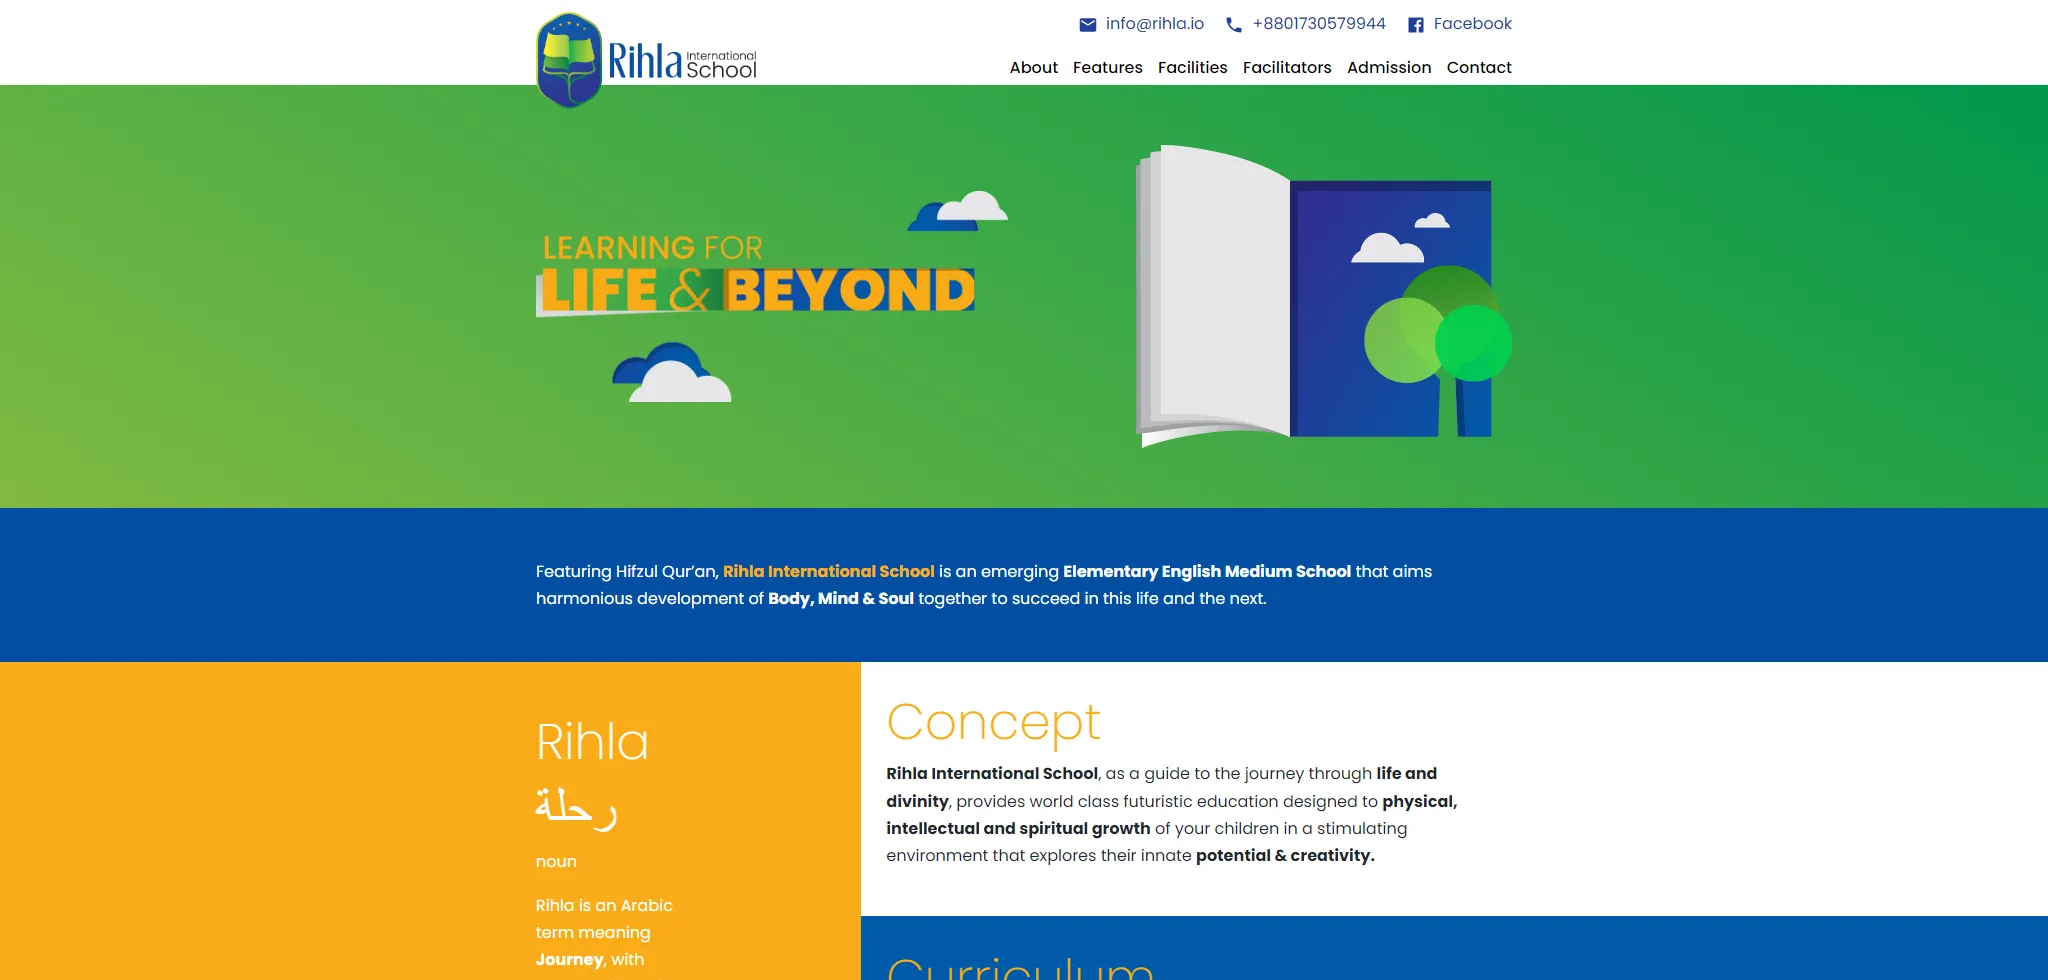 Rihla International School
info@rihla.io +8801730579944 Facebook
About Features Facilities Facilitators Admission Contact
LEARNING FOR
LIFE & BEYOND
Featuring Hifzul Qur’an, Rihla International School is an emerging Elementary English Medium School that aims
harmonious development of Body, Mind & Soul together to succeed in this life and the next.
Rihla
رحلة
noun
Rihla is an Arabic
term meaning
Journey, with
Concept
Rihla International School, as a guide to the journey through life and
divinity, provides world class futuristic education designed to physical,
intellectual and spiritual growth of your children in a stimulating
environment that explores their innate potential & creativity.
Curriculum